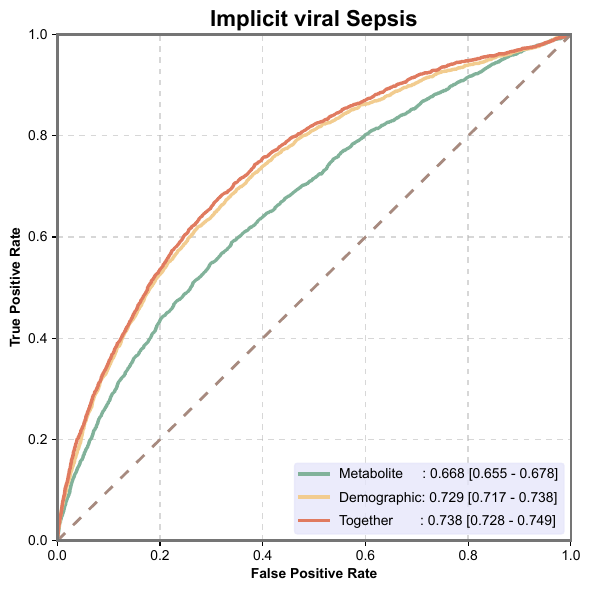 Implicit viral Sepsis
True Positive Rate
1.0
0.8
0.6
0.4
0.2
0.0
Metabolite : 0.668 [0.655 - 0.678]
Demographic: 0.729 [0.717 - 0.738]
Together : 0.738 [0.728 - 0.749]
0.0 0.2 0.4 0.6 0.8 1.0
False Positive Rate